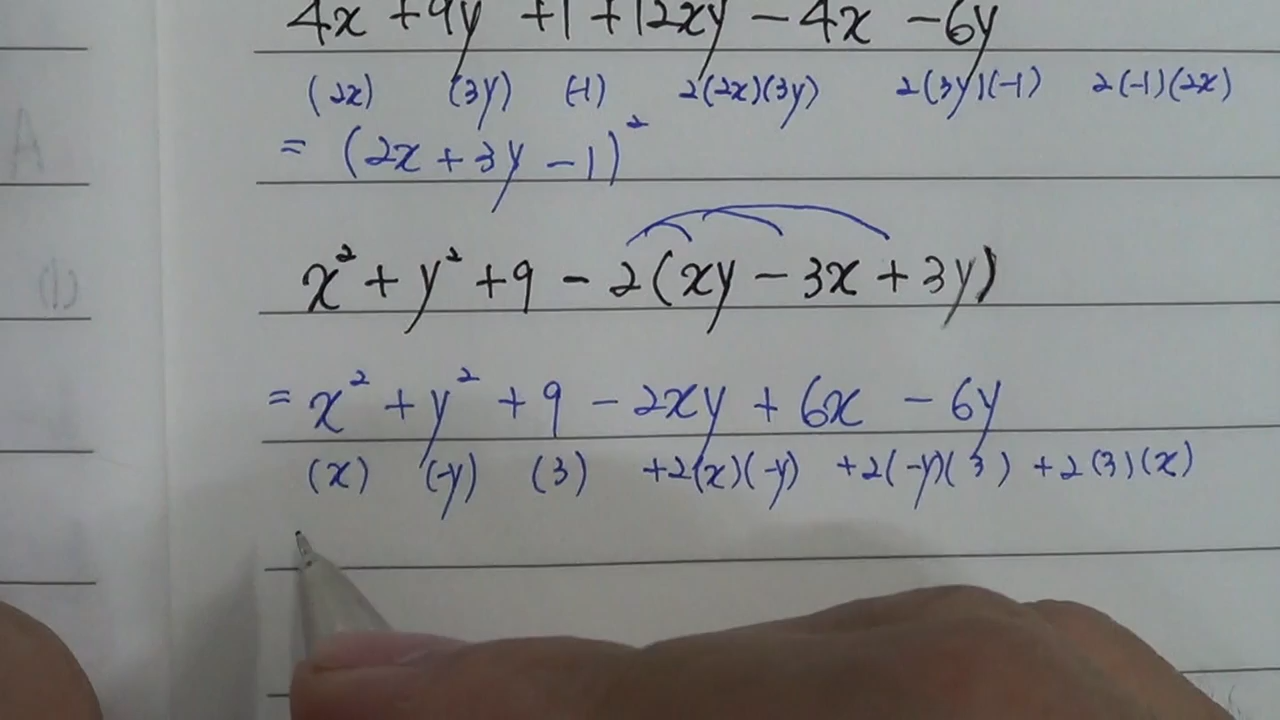 4x + 9y + 1 + 12xy - 4x - 6y
(2x) (3y) (-1) 2(2x)(3y) 2(3y)(-1) 2(-1)(2x)
= (2x + 3y - 1)²
x² + y² + 9 - 2(xy - 3x + 3y)
= x² + y² + 9 - 2xy + 6x - 6y
(x) (-y) (3) +2(x)(-y) +2(-y)(3) +2(3)(x)
A
(1)